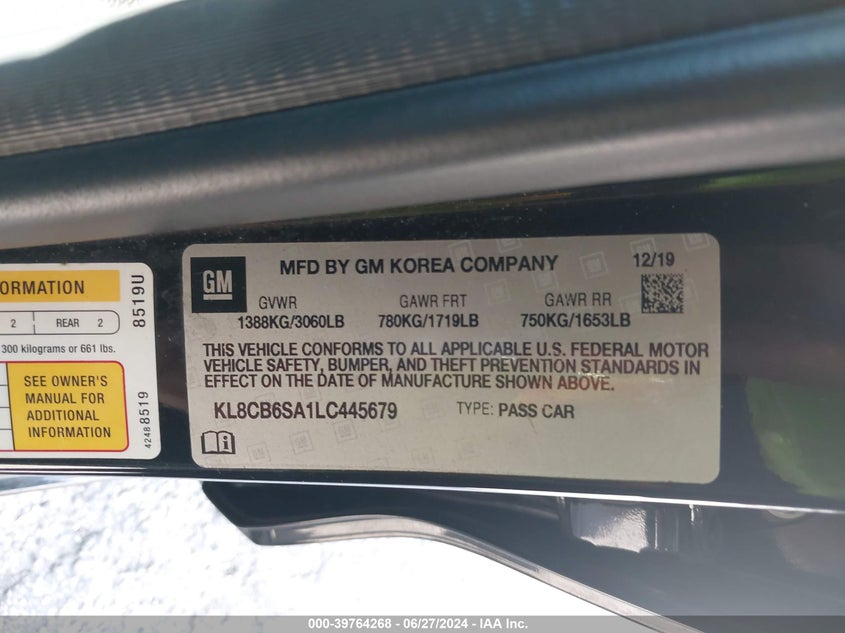 ORMATION
2 REAR 2
300 kilograms or 661 lbs.
SEE OWNER'S
MANUAL FOR
ADDITIONAL
INFORMATION
8519U
42488519
GM
MFD BY GM KOREA COMPANY 12/19
GVWR GAWR FRT GAWR RR
1388KG/3060LB 780KG/1719LB 750KG/1653LB
THIS VEHICLE CONFORMS TO ALL APPLICABLE U.S. FEDERAL MOTOR
VEHICLE SAFETY, BUMPER, AND THEFT PREVENTION STANDARDS IN
EFFECT ON THE DATE OF MANUFACTURE SHOWN ABOVE.
KL8CB6SA1LC445679 TYPE: PASS CAR
000-39764268 - 06/27/2024 - IAA Inc.